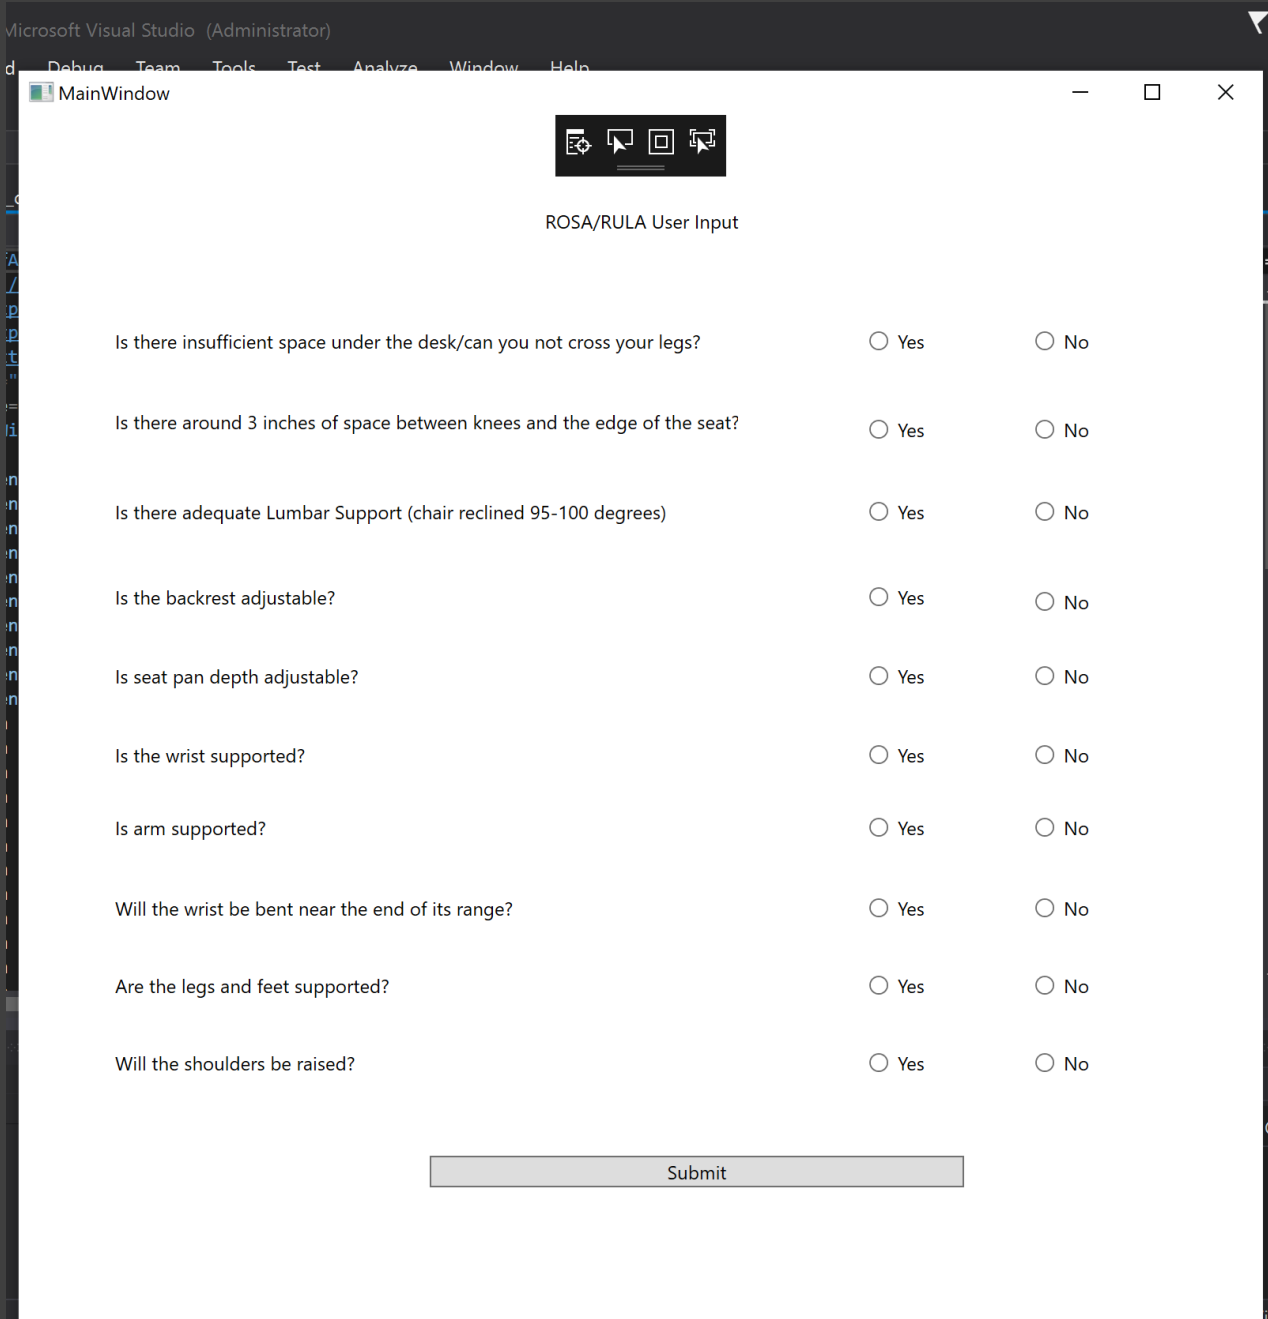 Microsoft Visual Studio (Administrator)
d Debug Team Tools Test Analyze Window Help
MainWindow
ROSA/RULA User Input
Is there insufficient space under the desk/can you not cross your legs? Yes No
Is there around 3 inches of space between knees and the edge of the seat? Yes No
Is there adequate Lumbar Support (chair reclined 95-100 degrees) Yes No
Is the backrest adjustable? Yes No
Is seat pan depth adjustable? Yes No
Is the wrist supported? Yes No
Is arm supported? Yes No
Will the wrist be bent near the end of its range? Yes No
Are the legs and feet supported? Yes No
Will the shoulders be raised? Yes No
Submit